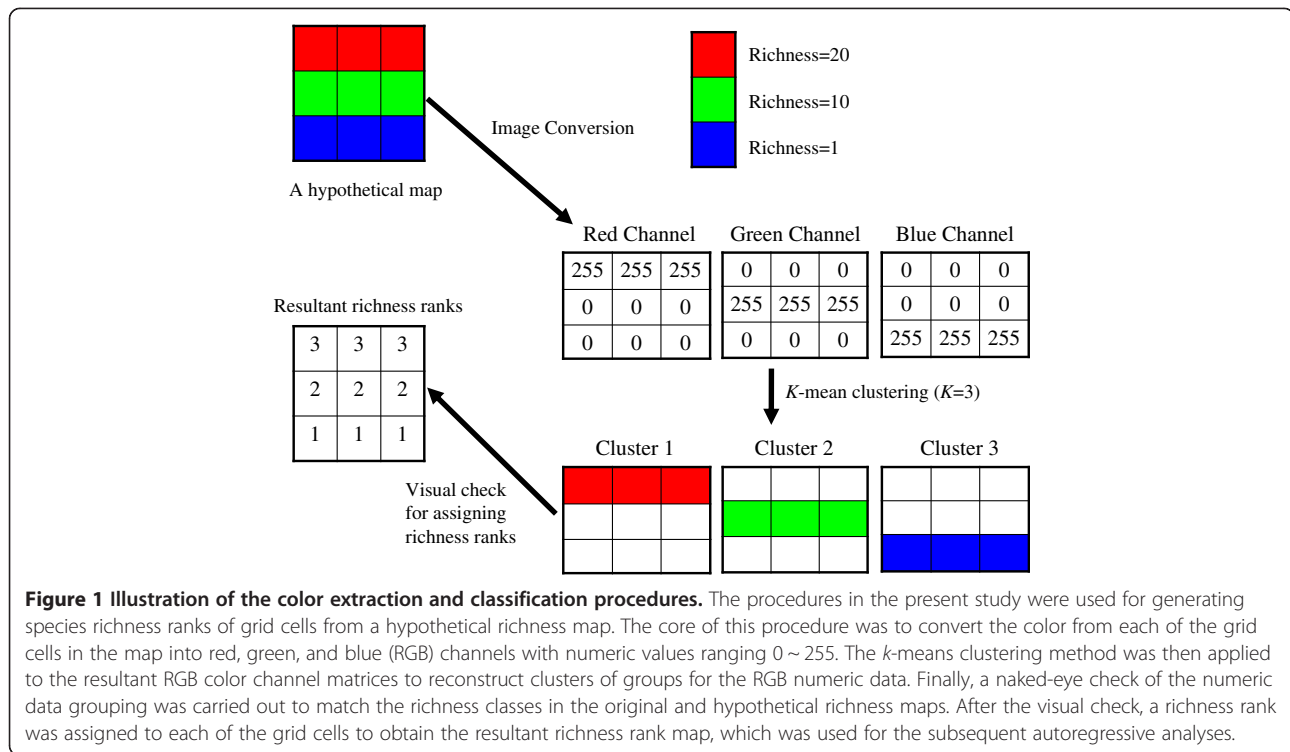 Richness=20
Richness=10
Richness=1
Image Conversion
A hypothetical map
Red Channel Green Channel Blue Channel
255 255 255
0 0 0
0 0 0
0 0 0
255 255 255
0 0 0
0 0 0
0 0 0
255 255 255
K-mean clustering (K=3)
Cluster 1 Cluster 2 Cluster 3
Visual check
for assigning
richness ranks
Resultant richness ranks
3 3 3
2 2 2
1 1 1
Figure 1 Illustration of the color extraction and classification procedures. The procedures in the present study were used for generating
species richness ranks of grid cells from a hypothetical richness map. The core of this procedure was to convert the color from each of the grid
cells in the map into red, green, and blue (RGB) channels with numeric values ranging 0 ~ 255. The k-means clustering method was then applied
to the resultant RGB color channel matrices to reconstruct clusters of groups for the RGB numeric data. Finally, a naked-eye check of the numeric
data grouping was carried out to match the richness classes in the original and hypothetical richness maps. After the visual check, a richness rank
was assigned to each of the grid cells to obtain the resultant richness rank map, which was used for the subsequent autoregressive analyses.